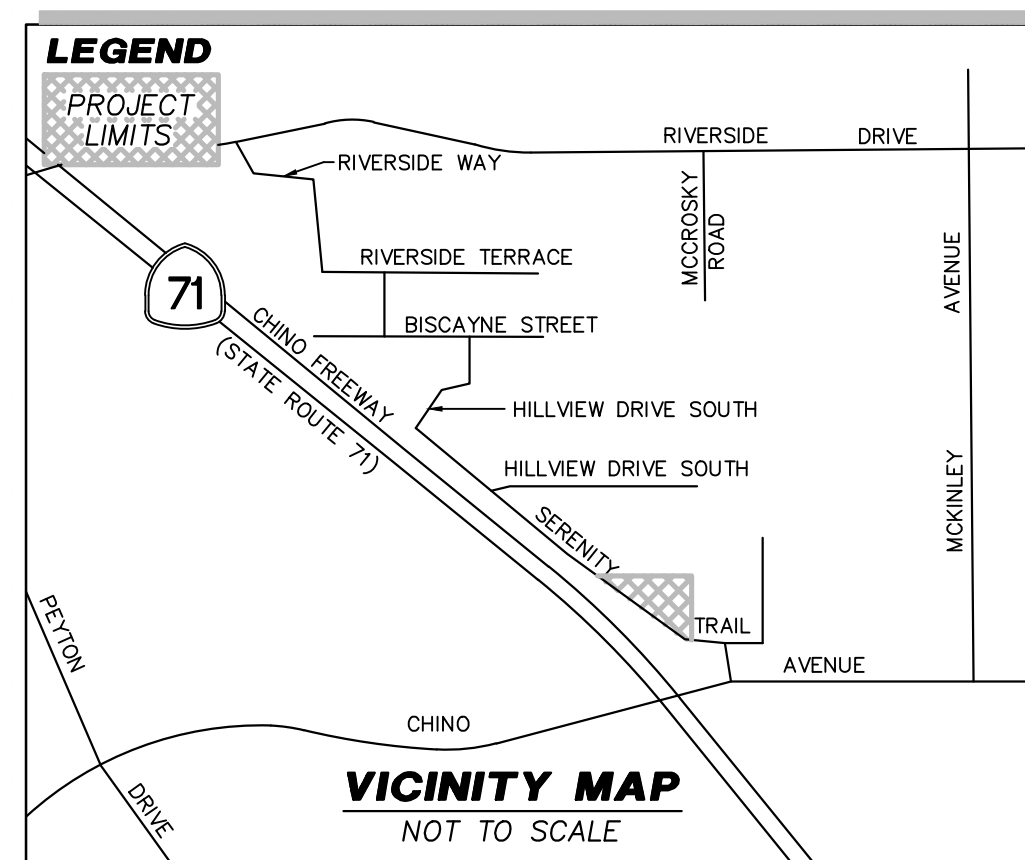 LEGEND
PROJECT
LIMITS
RIVERSIDE DRIVE
RIVERSIDE WAY
MCCROSKY
ROAD
RIVERSIDE TERRACE
AVENUE
71
CHINO FREEWAY
(STATE ROUTE 71)
BISCAYNE STREET
HILLVIEW DRIVE SOUTH
HILLVIEW DRIVE SOUTH
MCKINLEY
SERENITY
TRAIL
PEYTON
AVENUE
CHINO
DRIVE
VICINITY MAP
NOT TO SCALE